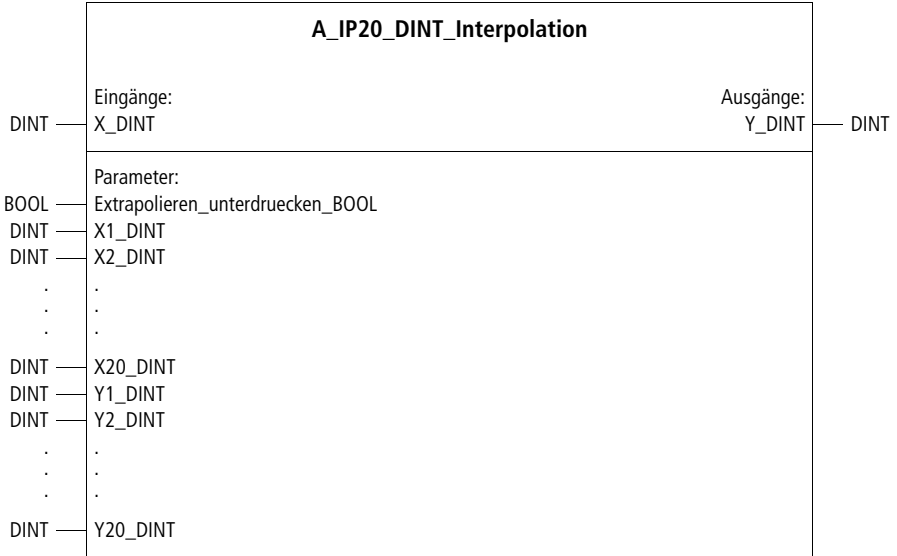 A_IP20_DINT_Interpolation
Eingänge: Ausgänge:
DINT X_DINT Y_DINT DINT
Parameter:
BOOL Extrapolieren_unterdruecken_BOOL
DINT X1_DINT
DINT X2_DINT
. .
. .
. .
DINT X20_DINT
DINT Y1_DINT
DINT Y2_DINT
. .
. .
. .
DINT Y20_DINT